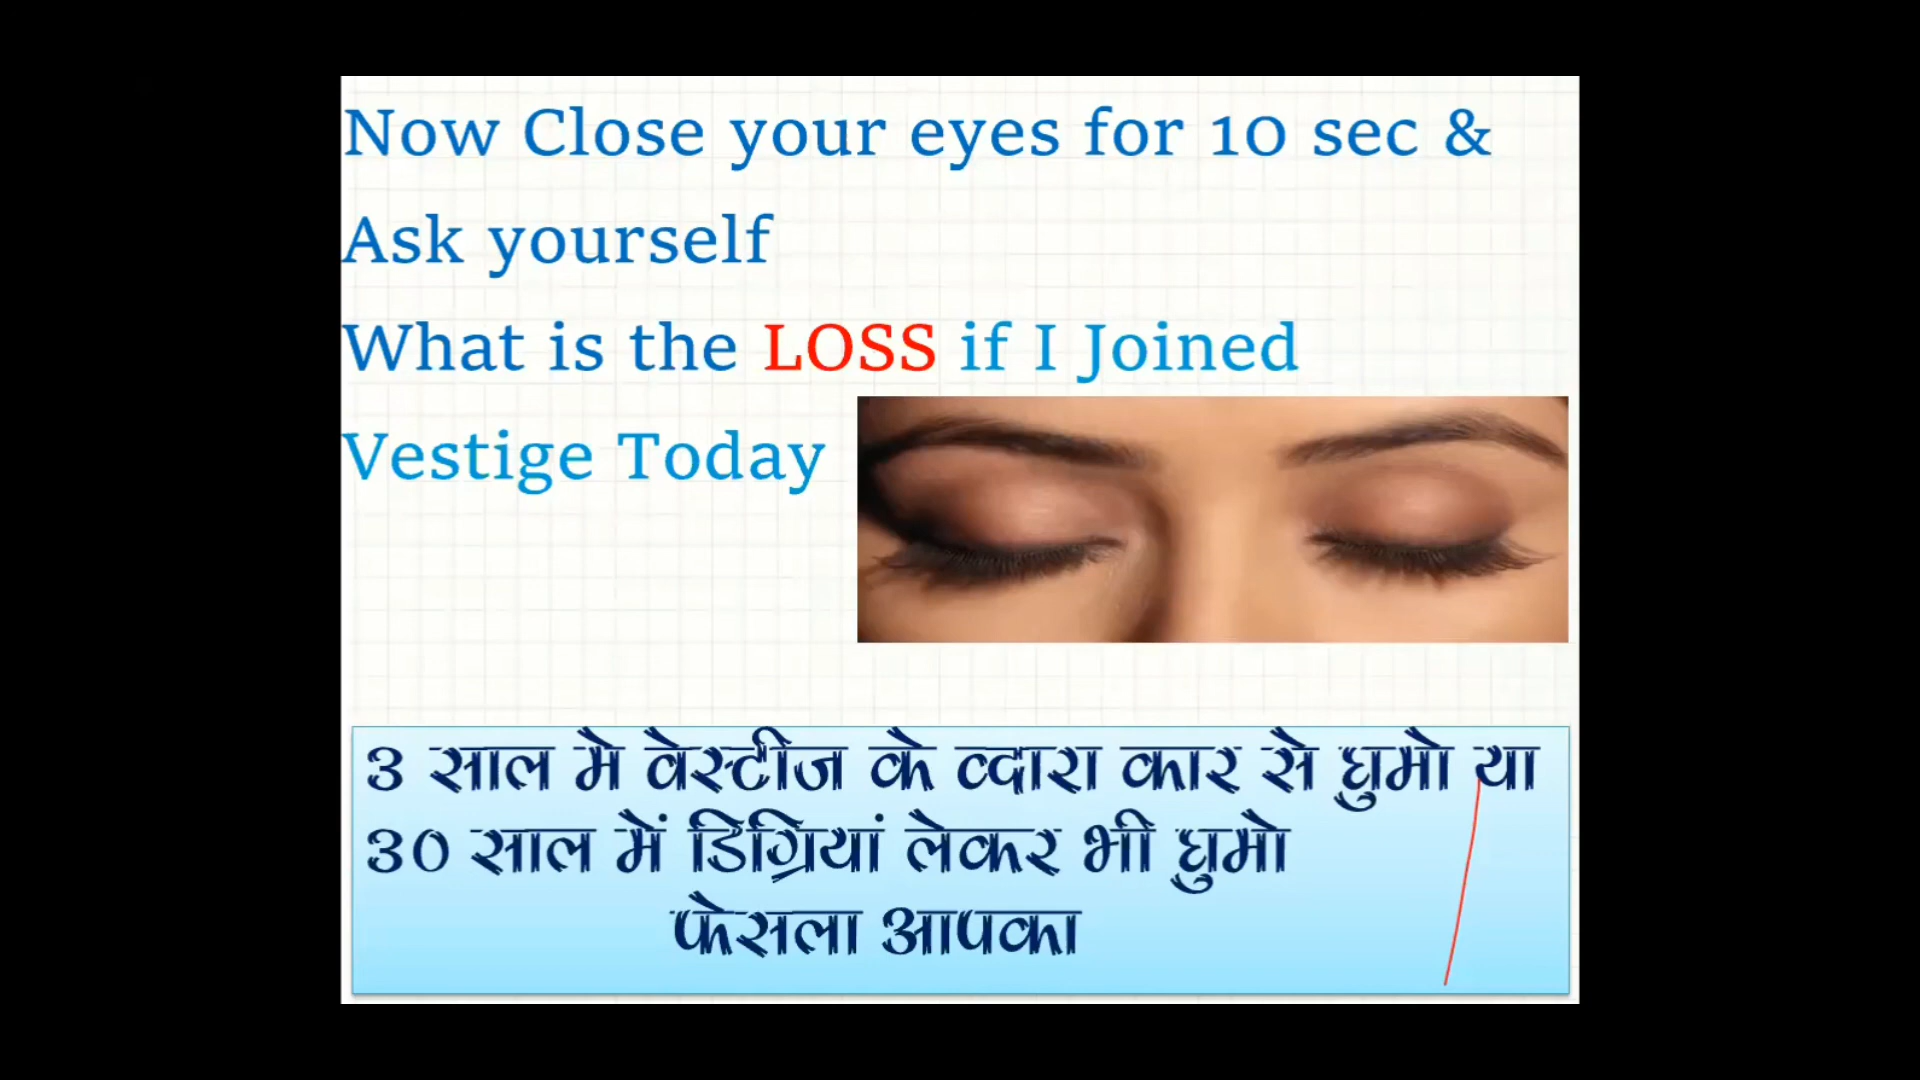 Now Close your eyes for 10 sec &
Ask yourself
What is the LOSS if I Joined
Vestige Today
3 साल मे वेस्टीज के व्दारा कार से घुमो या
30 साल में डिग्रियां लेकर भी घुमो
फेसला आपका